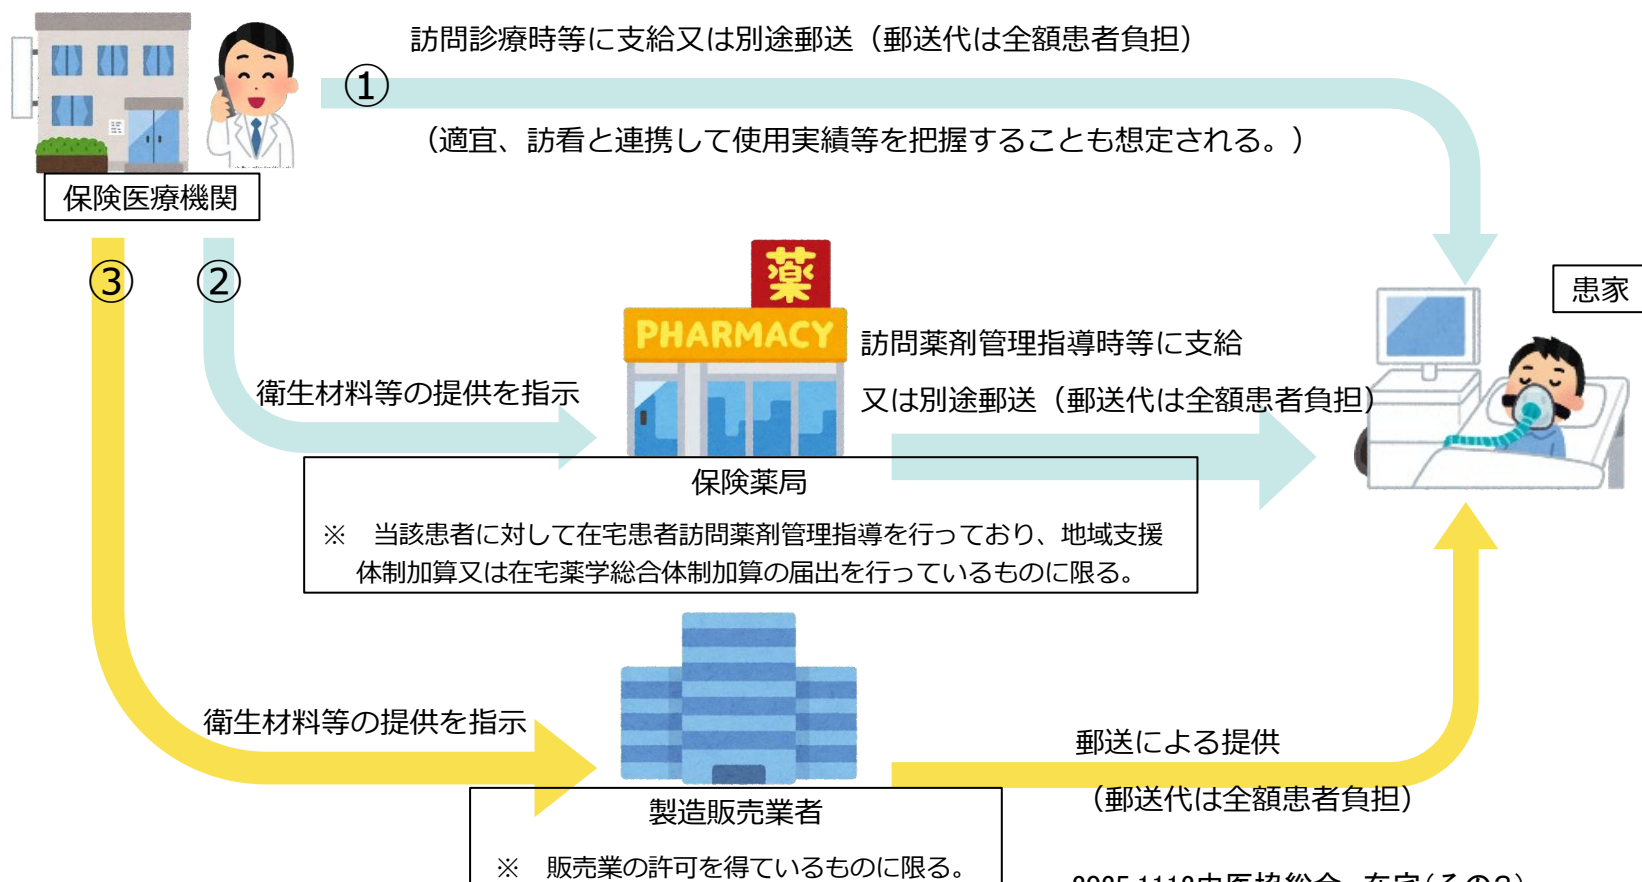 訪問診療時等に支給又は別途郵送（郵送代は全額患者負担）
①
（適宜、訪看と連携して使用実績等を把握することも想定される。）
保険医療機関
③
②
薬
PHARMACY
患家
訪問薬剤管理指導時等に支給
又は別途郵送（郵送代は全額患者負担）
衛生材料等の提供を指示
保険薬局
※　当該患者に対して在宅患者訪問薬剤管理指導を行っており、地域支援
体制加算又は在宅薬学総合体制加算の届出を行っているものに限る。
衛生材料等の提供を指示
郵送による提供
（郵送代は全額患者負担）
製造販売業者
※　販売業の許可を得ているものに限る。